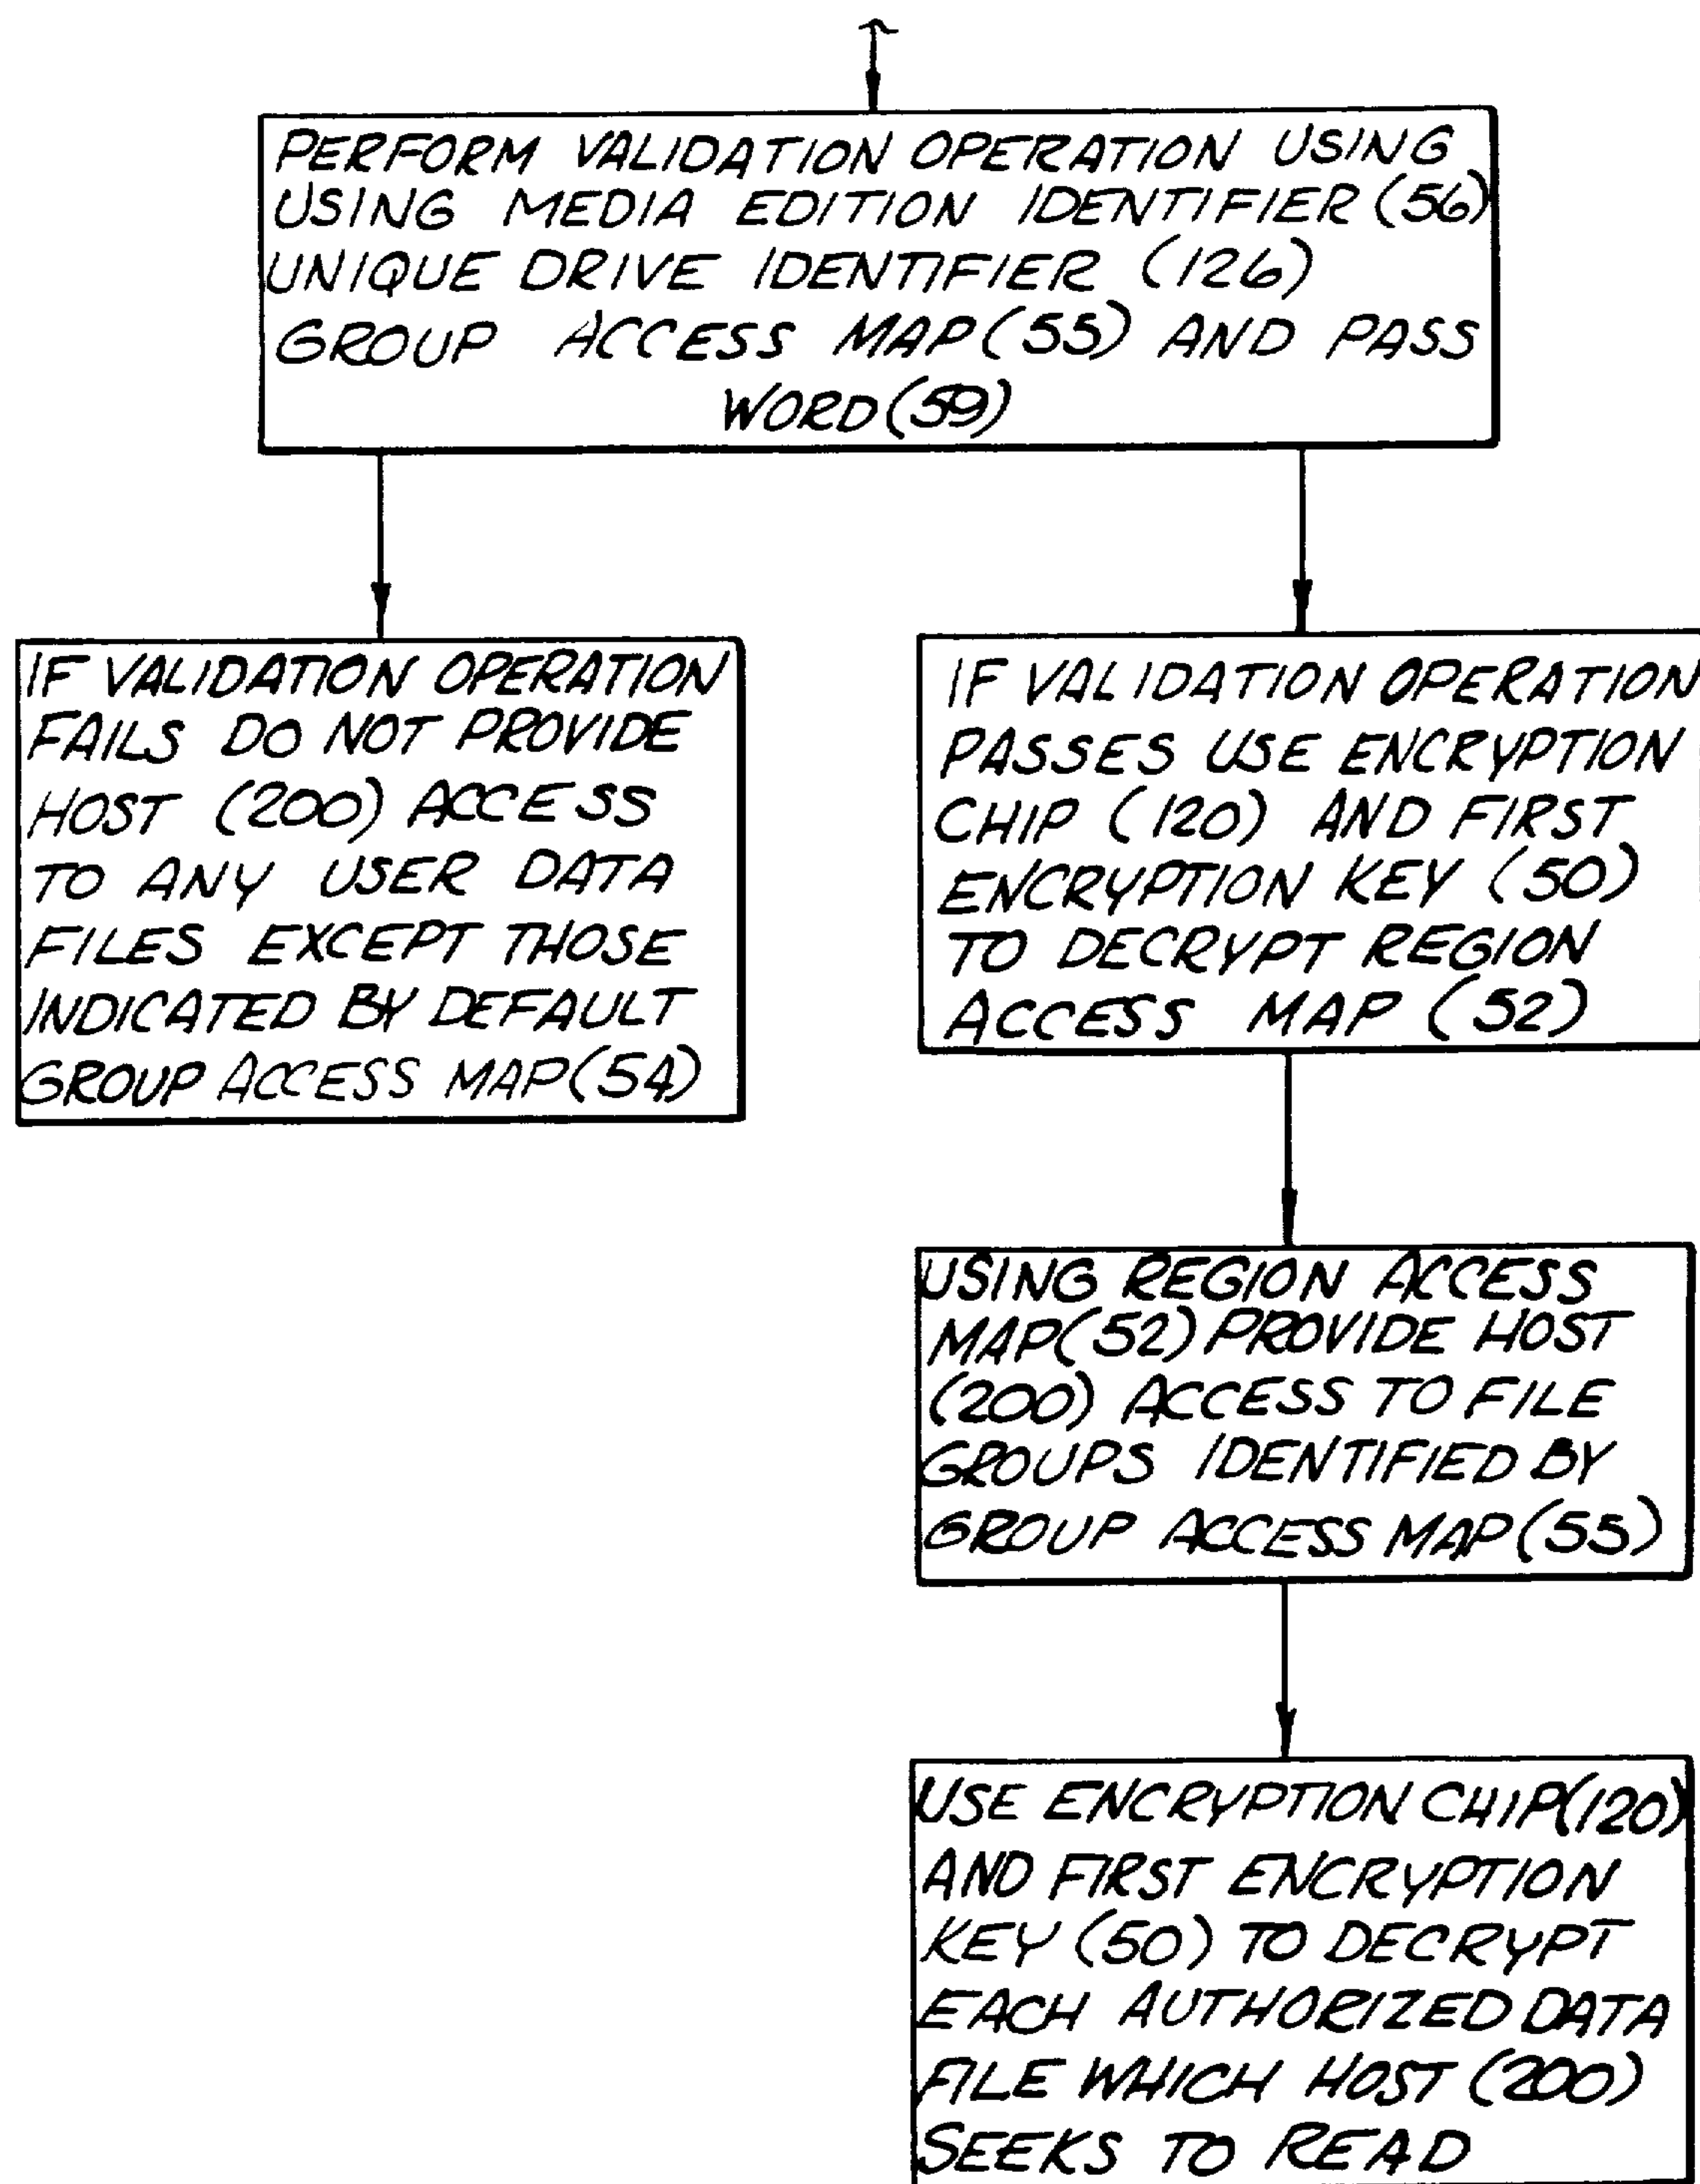 PERFORM VALIDATION OPERATION USING
USING MEDIA EDITION IDENTIFIER (56)
UNIQUE DRIVE IDENTIFIER (126)
GROUP ACCESS MAP (55) AND PASS
WORD (59)
IF VALIDATION OPERATION
FAILS DO NOT PROVIDE
HOST (200) ACCESS
TO ANY USER DATA
FILES EXCEPT THOSE
INDICATED BY DEFAULT
GROUP ACCESS MAP (54)
IF VALIDATION OPERATION
PASSES USE ENCRYPTION
CHIP (120) AND FIRST
ENCRYPTION KEY (50)
TO DECRYPT REGION
ACCESS MAP (52)
USING REGION ACCESS
MAP (52) PROVIDE HOST
(200) ACCESS TO FILE
GROUPS IDENTIFIED BY
GROUP ACCESS MAP (55)
USE ENCRYPTION CHIP (120)
AND FIRST ENCRYPTION
KEY (50) TO DECRYPT
EACH AUTHORIZED DATA
FILE WHICH HOST (200)
SEEKS TO READ